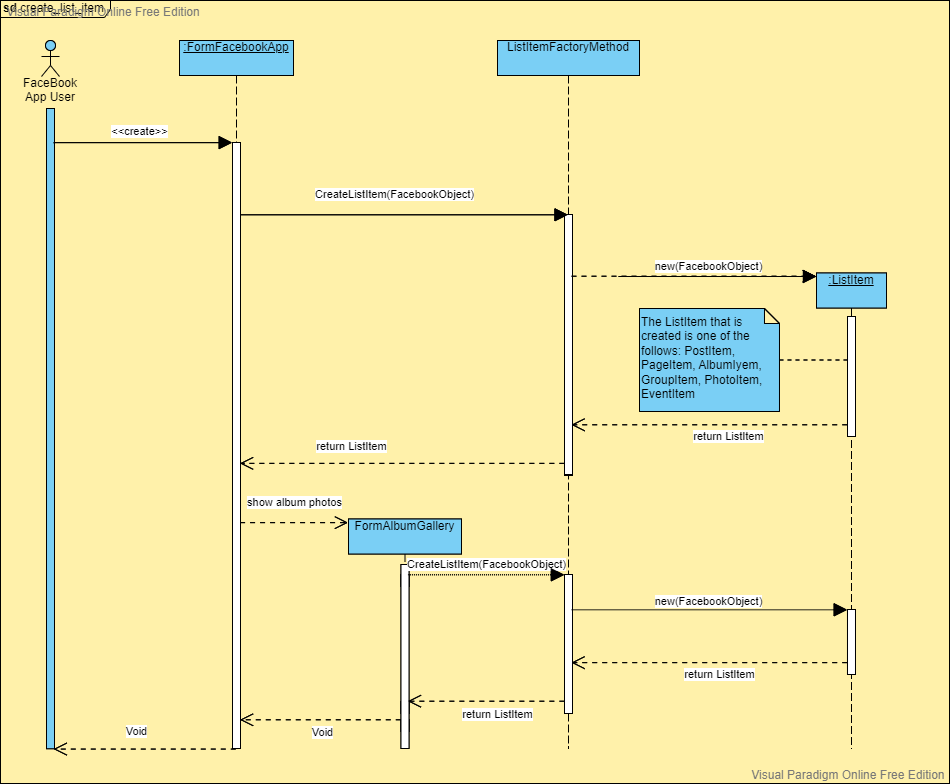 sd create_list_item
Visual Paradigm Online Free Edition
:FormFacebookApp
ListItemFactoryMethod
FaceBook
App User
<<create>>
CreateListItem(FacebookObject)
new(FacebookObject)
:ListItem
The ListItem that is
created is one of the
follows: PostItem,
PageItem, AlbumIyem,
GroupItem, PhotoItem,
EventItem
return ListItem
return ListItem
show album photos
FormAlbumGallery
CreateListItem(FacebookObject)
new(FacebookObject)
return ListItem
return ListItem
Void
Void
Visual Paradigm Online Free Edition